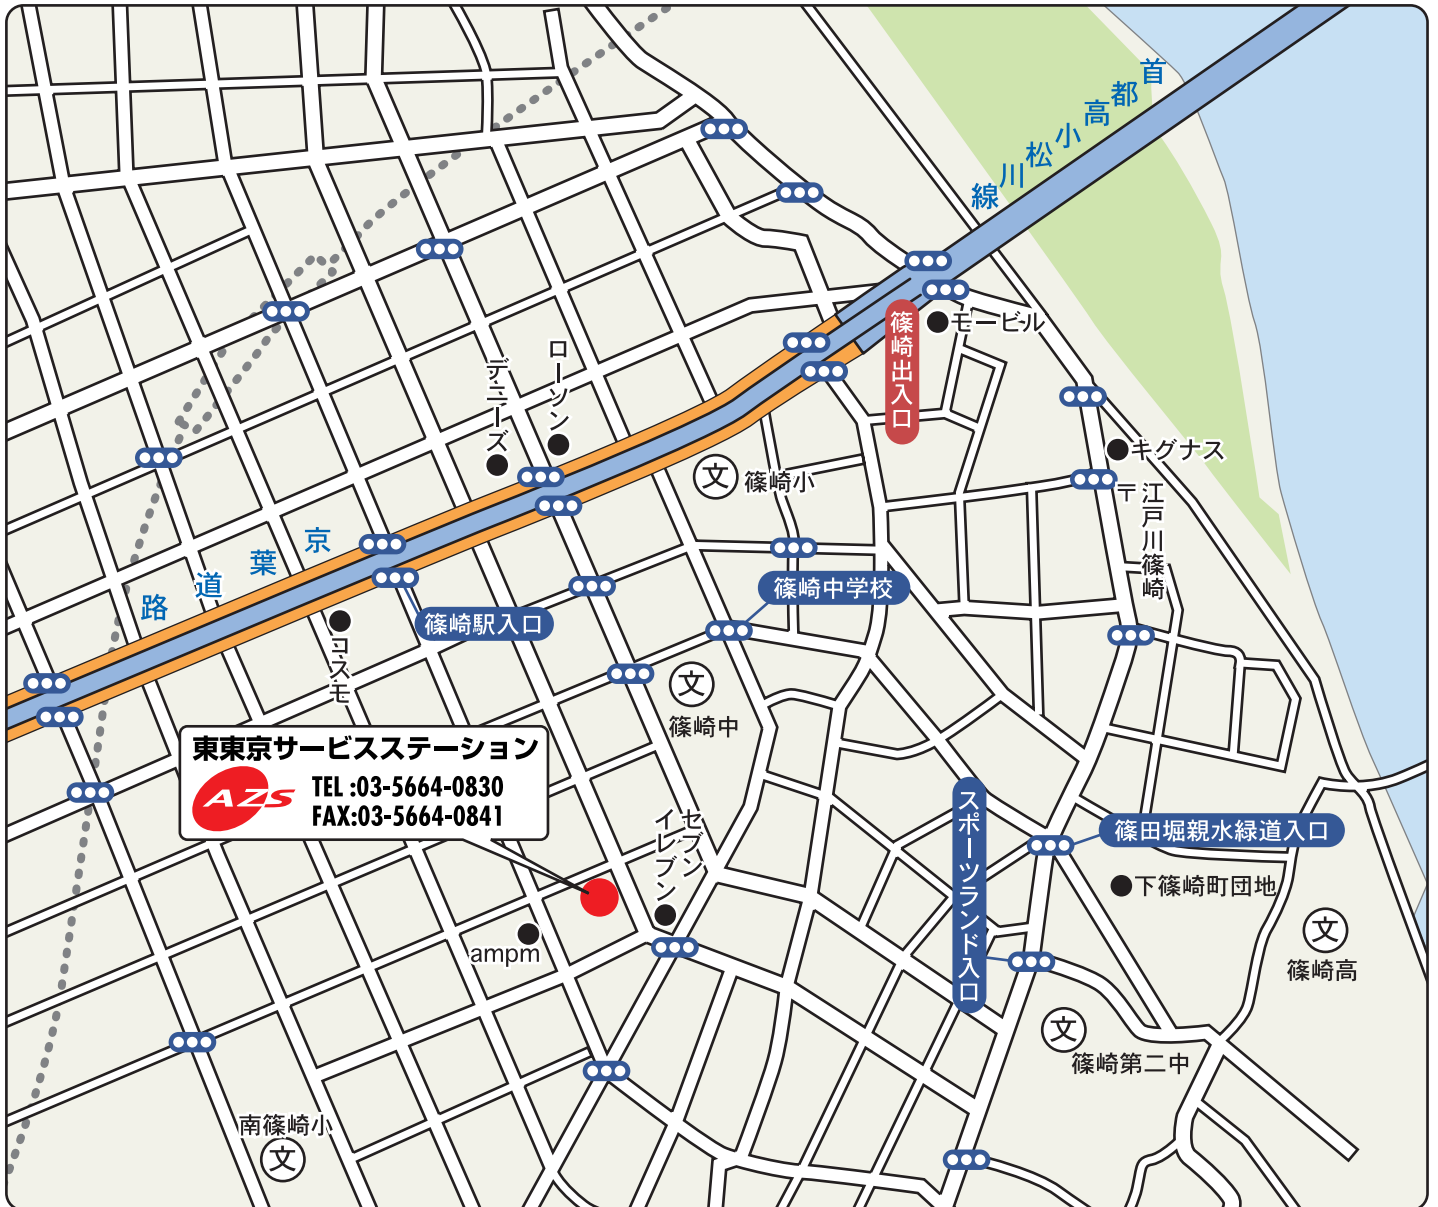 首都高小松川線
モービル
篠崎出入口
ローソン
デニーズ
キグナス
文
篠崎小
〒江戸川篠崎
京葉道路
篠崎中学校
篠崎駅入口
コスモ
文
篠崎中
東東京サービスステーション
AZS
TEL :03-5664-0830
FAX:03-5664-0841
セブン
イレブン
スポーツランド入口
篠田堀親水緑道入口
下篠崎町団地
文
篠崎高
ampm
文
篠崎第二中
南篠崎小
文